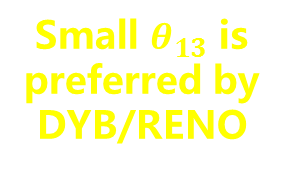 Small θ₁₃ is
preferred by
DYB/RENO